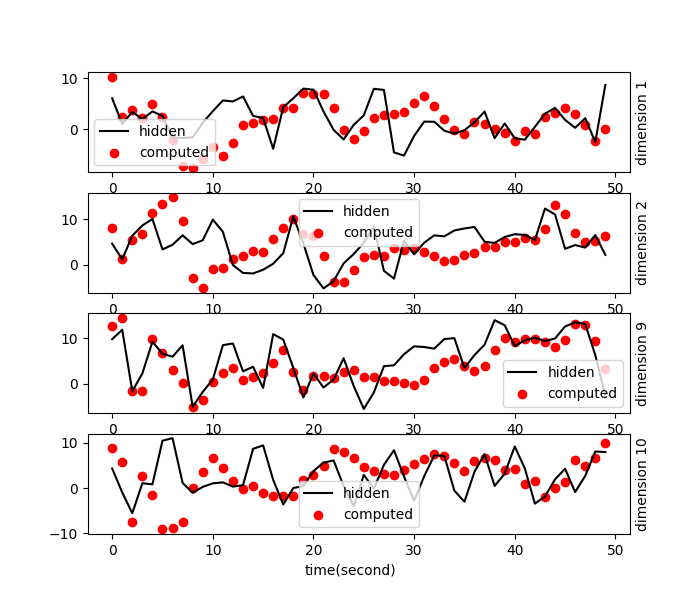 10
0
hidden
computed
dimension 1
0 10 20 30 40 50
10
0
hidden
computed
dimension 2
0 10 20 30 40 50
10
0
hidden
computed
dimension 9
0 10 20 30 40 50
10
0
−10
hidden
computed
dimension 10
0 10 20 30 40 50
time(second)